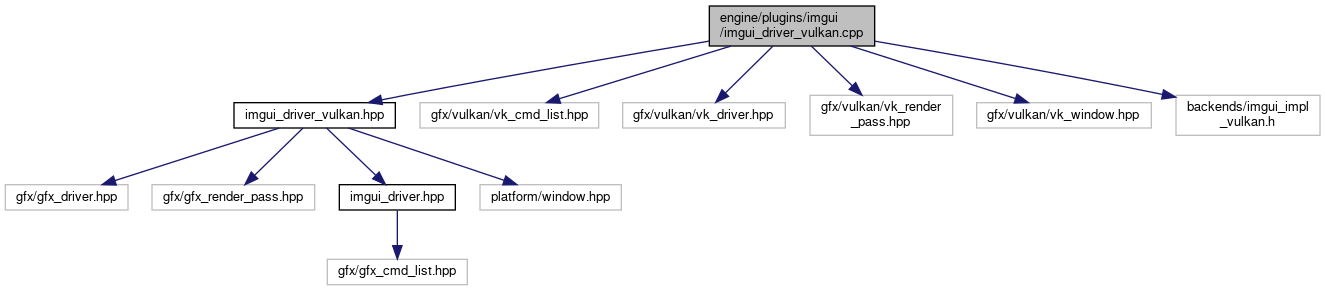 engine/plugins/imgui
/imgui_driver_vulkan.cpp
imgui_driver_vulkan.hpp
gfx/vulkan/vk_cmd_list.hpp
gfx/vulkan/vk_driver.hpp
gfx/vulkan/vk_render
_pass.hpp
gfx/vulkan/vk_window.hpp
backends/imgui_impl
_vulkan.h
gfx/gfx_driver.hpp
gfx/gfx_render_pass.hpp
imgui_driver.hpp
platform/window.hpp
gfx/gfx_cmd_list.hpp